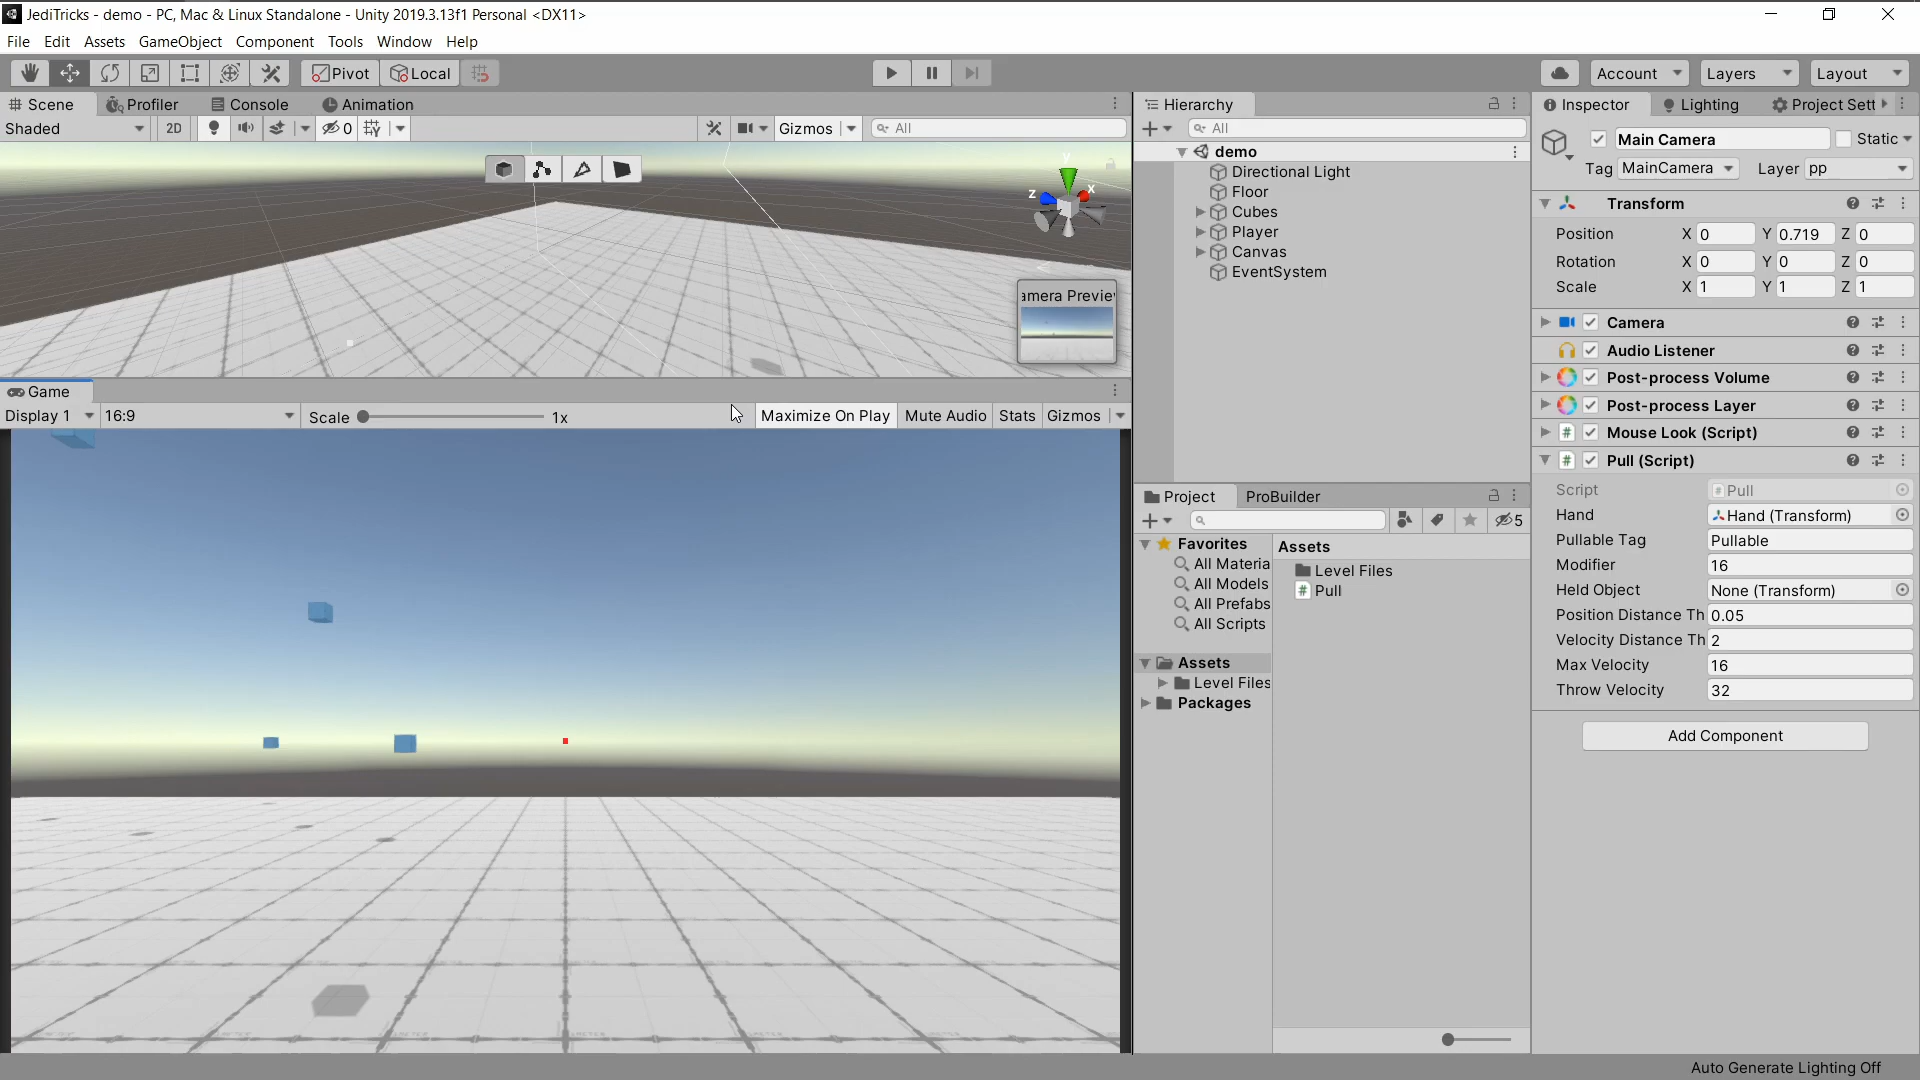 JediTricks - demo - PC, Mac & Linux Standalone - Unity 2019.3.13f1 Personal <DX11>
File Edit Assets GameObject Component Tools Window Help
Pivot Local
Account Layers Layout
Scene Profiler Console Animation
Shaded 2D 0 Gizmos All
y
x
z
amera Previe
Game
Display 1 16:9 Scale 1x Maximize On Play Mute Audio Stats Gizmos
Hierarchy
All
demo
Directional Light
Floor
Cubes
Player
Canvas
EventSystem
Project ProBuilder
5
Favorites
All Materia
All Models
All Prefabs
All Scripts
Assets
Level Files
Packages
Assets
Level Files
Pull
Inspector Lighting Project Sett
Main Camera Static
Tag MainCamera Layer pp
Transform
Position X 0 Y 0.719 Z 0
Rotation X 0 Y 0 Z 0
Scale X 1 Y 1 Z 1
Camera
Audio Listener
Post-process Volume
Post-process Layer
# Mouse Look (Script)
# Pull (Script)
Script Pull
Hand Hand (Transform)
Pullable Tag Pullable
Modifier 16
Held Object None (Transform)
Position Distance Th 0.05
Velocity Distance Th 2
Max Velocity 16
Throw Velocity 32
Add Component
Auto Generate Lighting Off